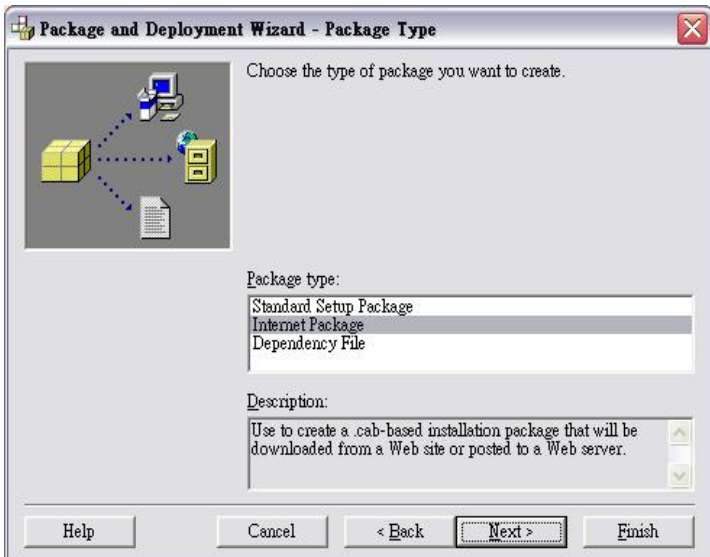 Package and Deployment Wizard - Package Type
Choose the type of package you want to create.
Package type:
Standard Setup Package
Internet Package
Dependency File
Description:
Use to create a .cab-based installation package that will be
downloaded from a Web site or posted to a Web server.
Help
Cancel
< Back
Next >
Finish